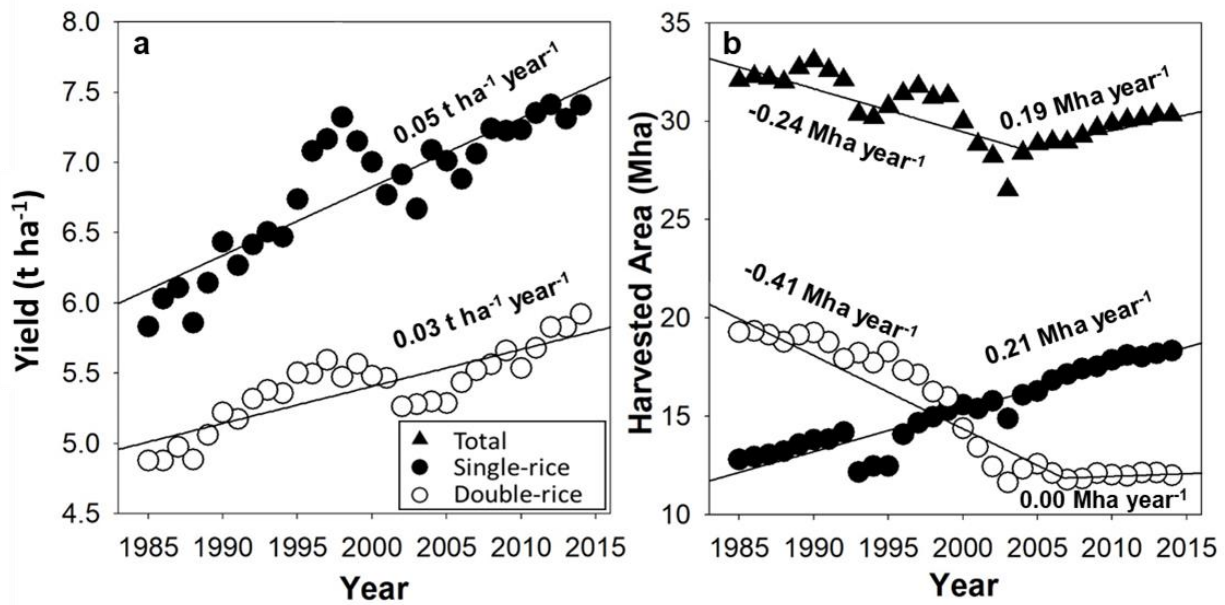 a
8.0
7.5
7.0
6.5
6.0
5.5
5.0
4.5
Yield (t ha⁻¹)
0.05 t ha⁻¹ year⁻¹
0.03 t ha⁻¹ year⁻¹
Total
Single-rice
Double-rice
1985 1990 1995 2000 2005 2010 2015
Year
b
35
30
25
20
15
10
Harvested Area (Mha)
-0.24 Mha year⁻¹
0.19 Mha year⁻¹
-0.41 Mha year⁻¹
0.21 Mha year⁻¹
0.00 Mha year⁻¹
1985 1990 1995 2000 2005 2010 2015
Year